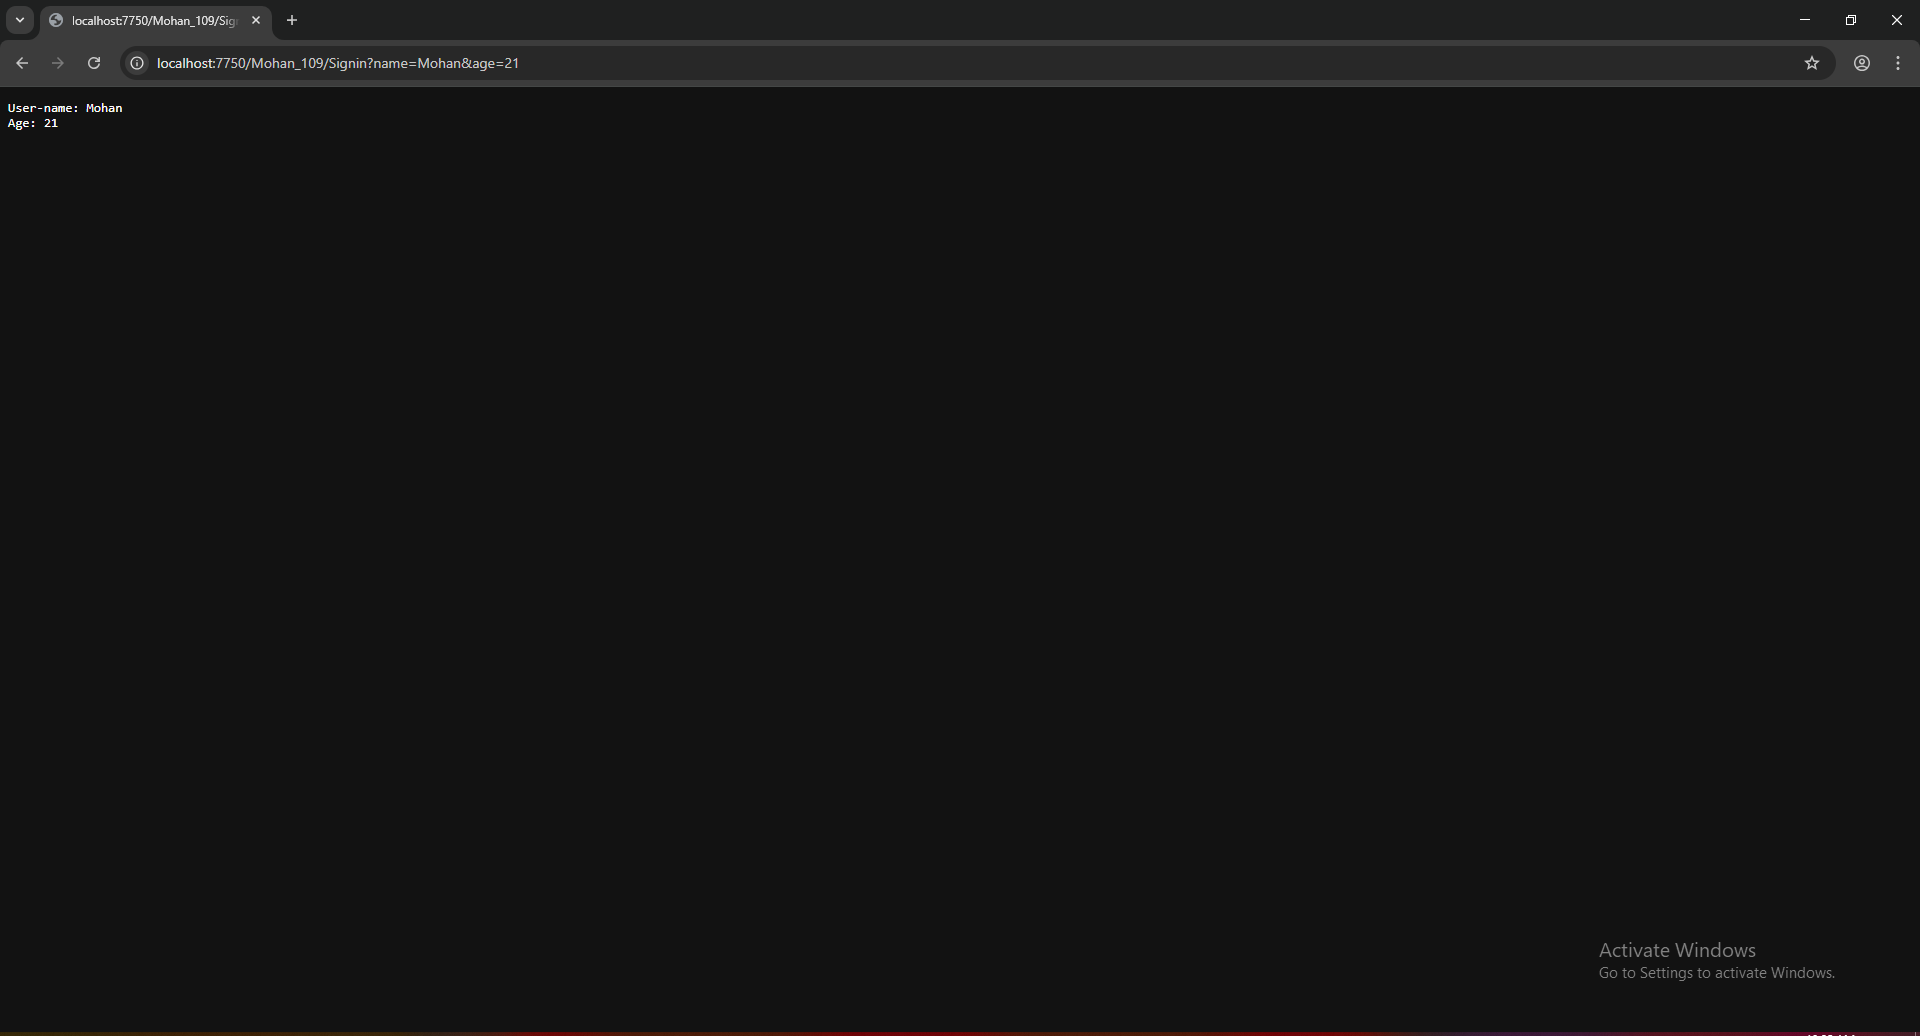 localhost:7750/Mohan_109/Sig
localhost:7750/Mohan_109/Signin?name=Mohan&age=21
User-name: Mohan
Age: 21
Activate Windows
Go to Settings to activate Windows.